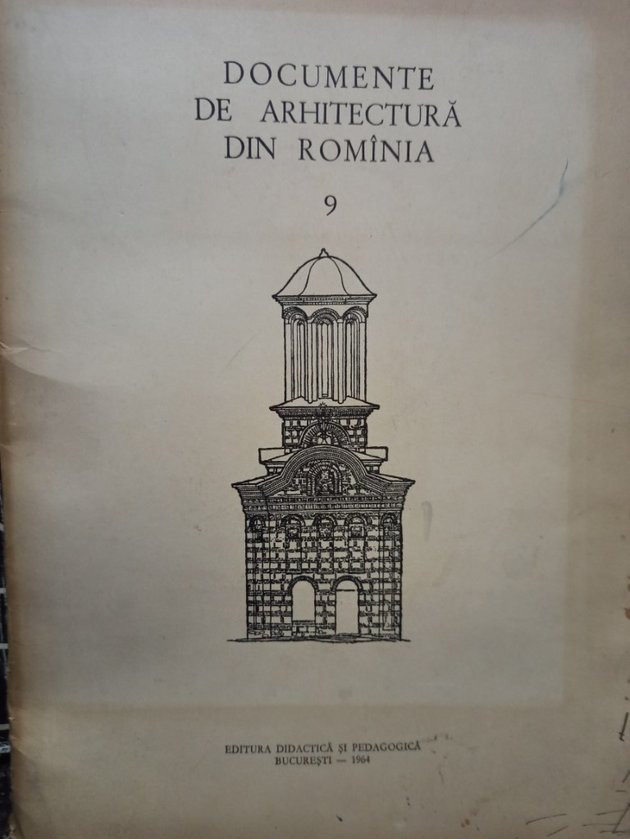 DOCUMENTE
DE ARHITECTURĂ
DIN ROMÎNIA
9
EDITURA DIDACTICĂ ȘI PEDAGOGICĂ
BUCUREȘTI — 1964